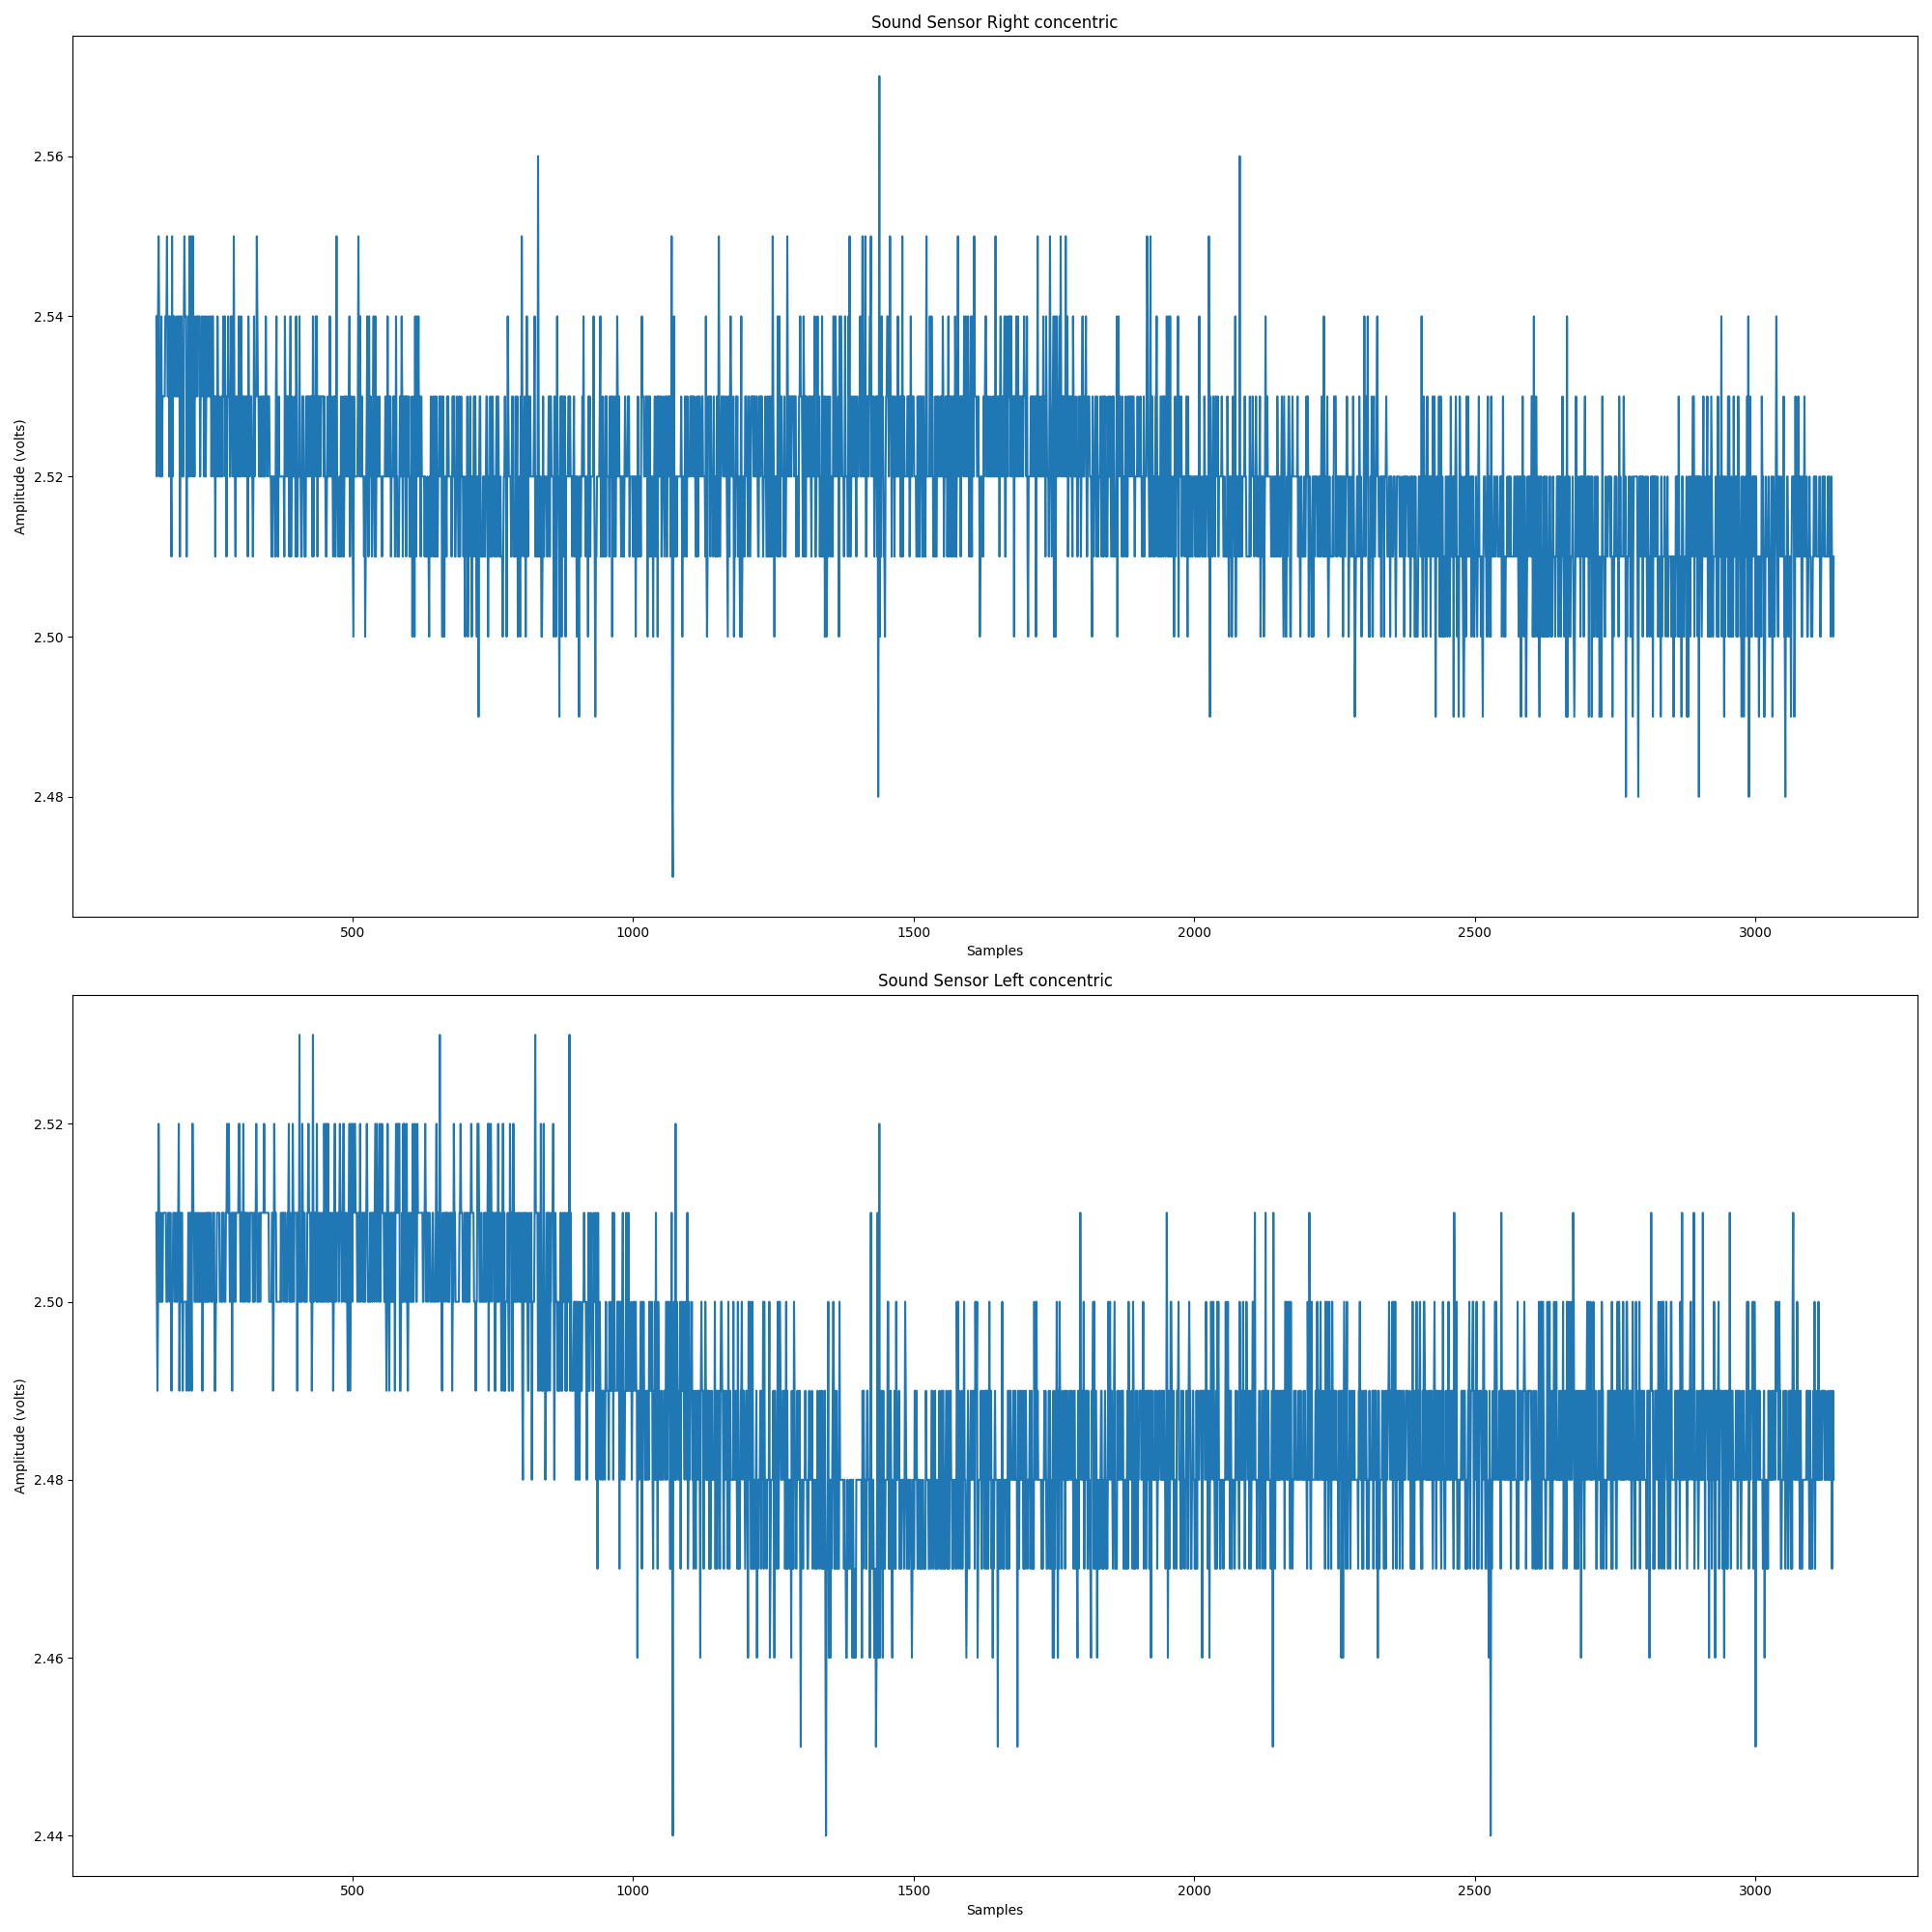 Sound Sensor Right concentric
2.56
2.54
2.52
2.50
2.48
Amplitude (volts)
500 1000 1500 2000 2500 3000
Samples
Sound Sensor Left concentric
2.52
2.50
2.48
2.46
2.44
Amplitude (volts)
500 1000 1500 2000 2500 3000
Samples